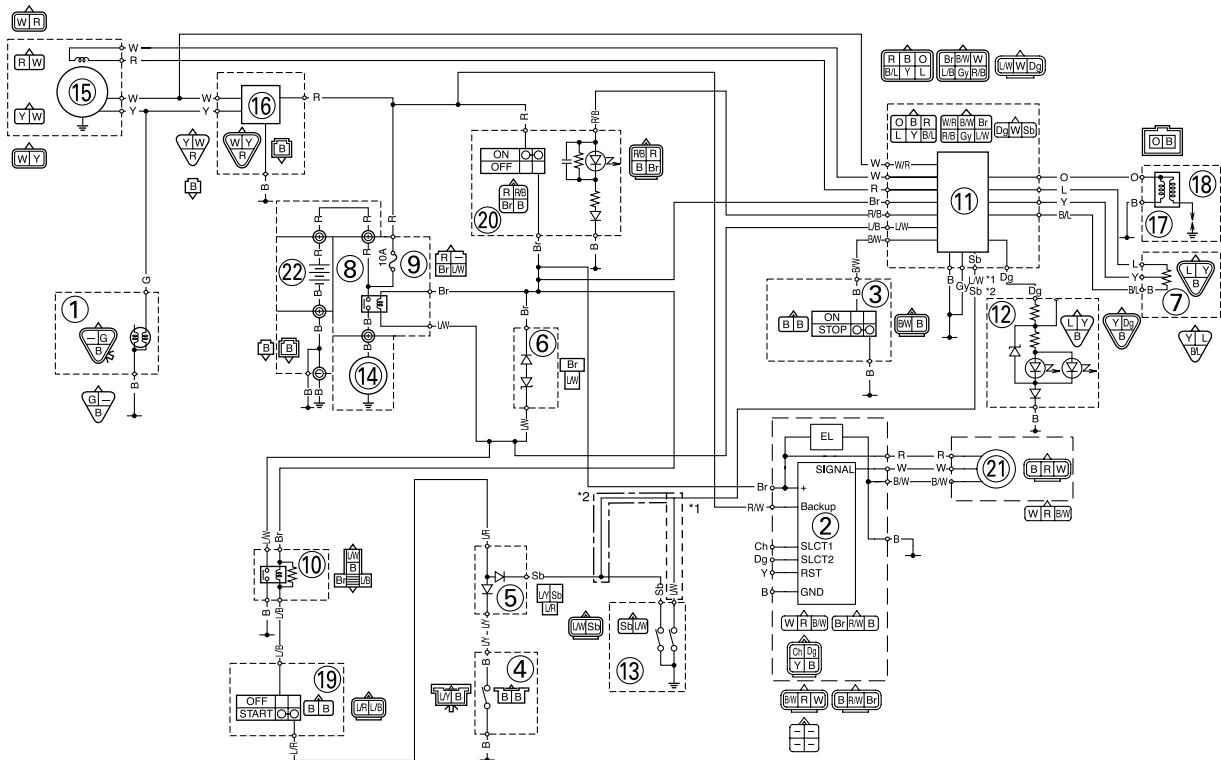 W R
R W
15
Y W
W Y
W
R
W W
Y Y
16
R
Y W R
W Y R
B
B
B
R R
R R
22
8
10A
9
R −
Br L/W
Br
L/W
B B
B B
14
G
1
− G
B
B
G −
B
R
R/B
ON
OFF
R R/B
Br B
20
R/B R
B Br
Br
B
Br
6
Br
L/W
L/W
R B O
B/L Y L
Br B/W W
L/B Gy R/B
L/W W Dg
O B R
L Y B/L
W/R B/W Br
R/B Gy L/W
Dg W Sb
W W/R
W
R
Br
R/B
L/B L/W
B/W
11
O O
L
Y
B/L
O B
B
18
17
L
Y
B/L B
7
L Y
B
Y L
B/L
B Gy Sb Dg
L/W *1
Sb *2
B/W
B
3
B B
ON
STOP
B/W B
B
Dg
12
L Y
B
Y Dg
B
B
EL
SIGNAL
+
Backup
SLCT1
SLCT2
RST
GND
2
Br
R/W
Ch
Dg
Y
B
R R
W W
B/W B/W
21
B R W
W R B/W
B
W R B/W
Br R/W B
Ch Dg
Y B
B/W R W
B R/W Br
− −
− −
*2
*1
L/W Br
10
L/W
B
Br L/B
B L/B
L/B
19
OFF
START
B B
L/R L/B
L/R
L/R
Sb
5
L/Y Sb
L/R
L/Y
L/Y
B
4
L/Y B
B B
B
L/W Sb
Sb L/W
Sb L/W
13